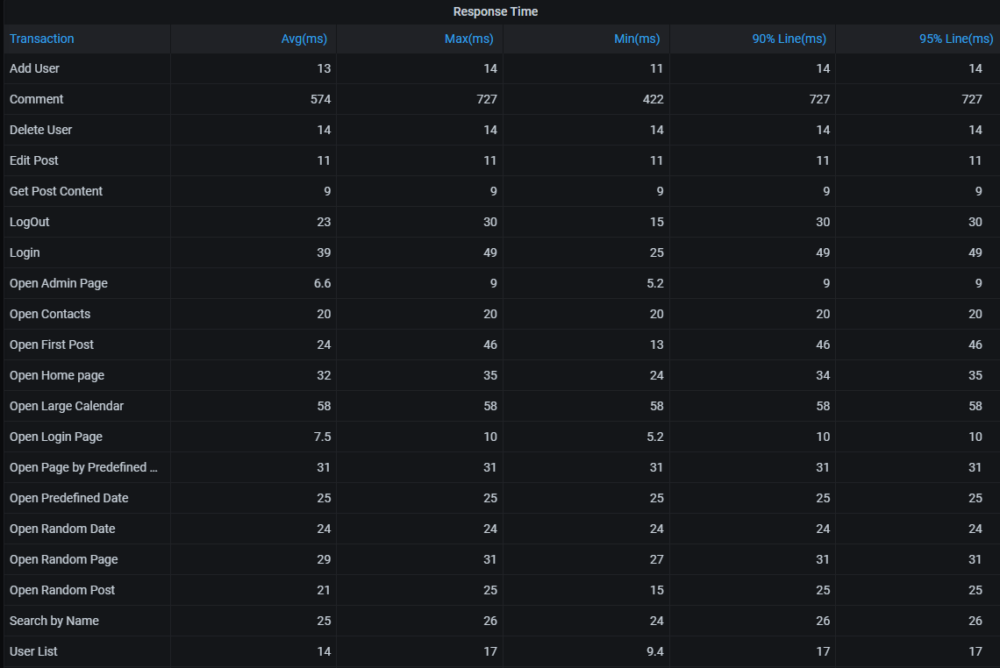 Response Time
Transaction Avg(ms) Max(ms) Min(ms) 90% Line(ms) 95% Line(ms)
Add User 13 14 11 14 14
Comment 574 727 422 727 727
Delete User 14 14 14 14 14
Edit Post 11 11 11 11 11
Get Post Content 9 9 9 9 9
LogOut 23 30 15 30 30
Login 39 49 25 49 49
Open Admin Page 6.6 9 5.2 9 9
Open Contacts 20 20 20 20 20
Open First Post 24 46 13 46 46
Open Home page 32 35 24 34 35
Open Large Calendar 58 58 58 58 58
Open Login Page 7.5 10 5.2 10 10
Open Page by Predefined ... 31 31 31 31 31
Open Predefined Date 25 25 25 25 25
Open Random Date 24 24 24 24 24
Open Random Page 29 31 27 31 31
Open Random Post 21 25 15 25 25
Search by Name 25 26 24 26 26
User List 14 17 9.4 17 17